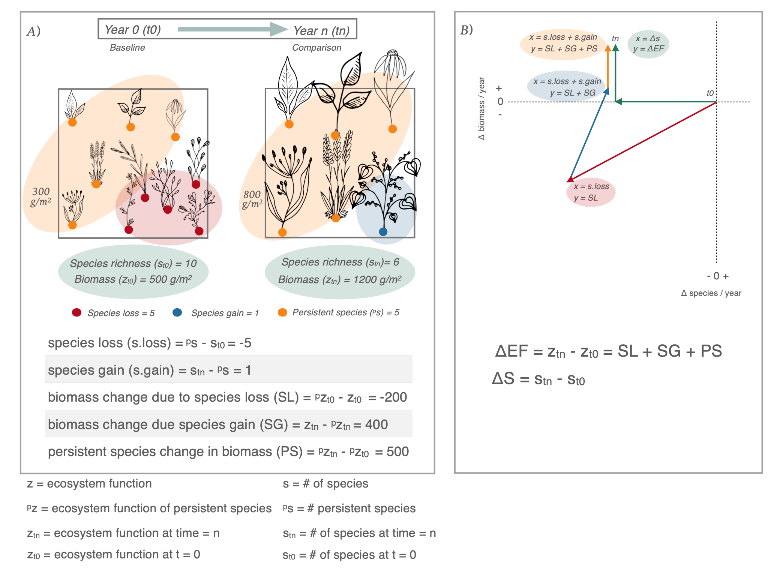 A)
Year 0 (t0)
Year n (tn)
Baseline
Comparison
300
g/m²
800
g/m²
Species richness (st0) = 10
Biomass (zt0) = 500 g/m²
Species richness (stn)= 6
Biomass (ztn) = 1200 g/m²
Species loss = 5
Species gain = 1
Persistent species (ᵖs) = 5
species loss (s.loss) = ᵖs - st0 = -5
species gain (s.gain) = stn - ᵖs = 1
biomass change due to species loss (SL) = ᵖzt0 - zt0 = -200
biomass change due species gain (SG) = ztn - ᵖztn = 400
persistent species change in biomass (PS) = ᵖztn - ᵖzt0 = 500
z = ecosystem function
s = # of species
ᵖz = ecosystem function of persistent species
ᵖs = # persistent species
ztn = ecosystem function at time = n
stn = # of species at time = n
zt0 = ecosystem function at t = 0
st0 = # of species at t = 0
B)
x = s.loss + s.gain
y = SL + SG + PS
tn
x = Δs
y = ΔEF
x = s.loss + s.gain
y = SL + SG
t0
Δ biomass / year
+
0
-
x = s.loss
y = SL
- 0 +
Δ species / year
ΔEF = ztn - zt0 = SL + SG + PS
ΔS = stn - st0